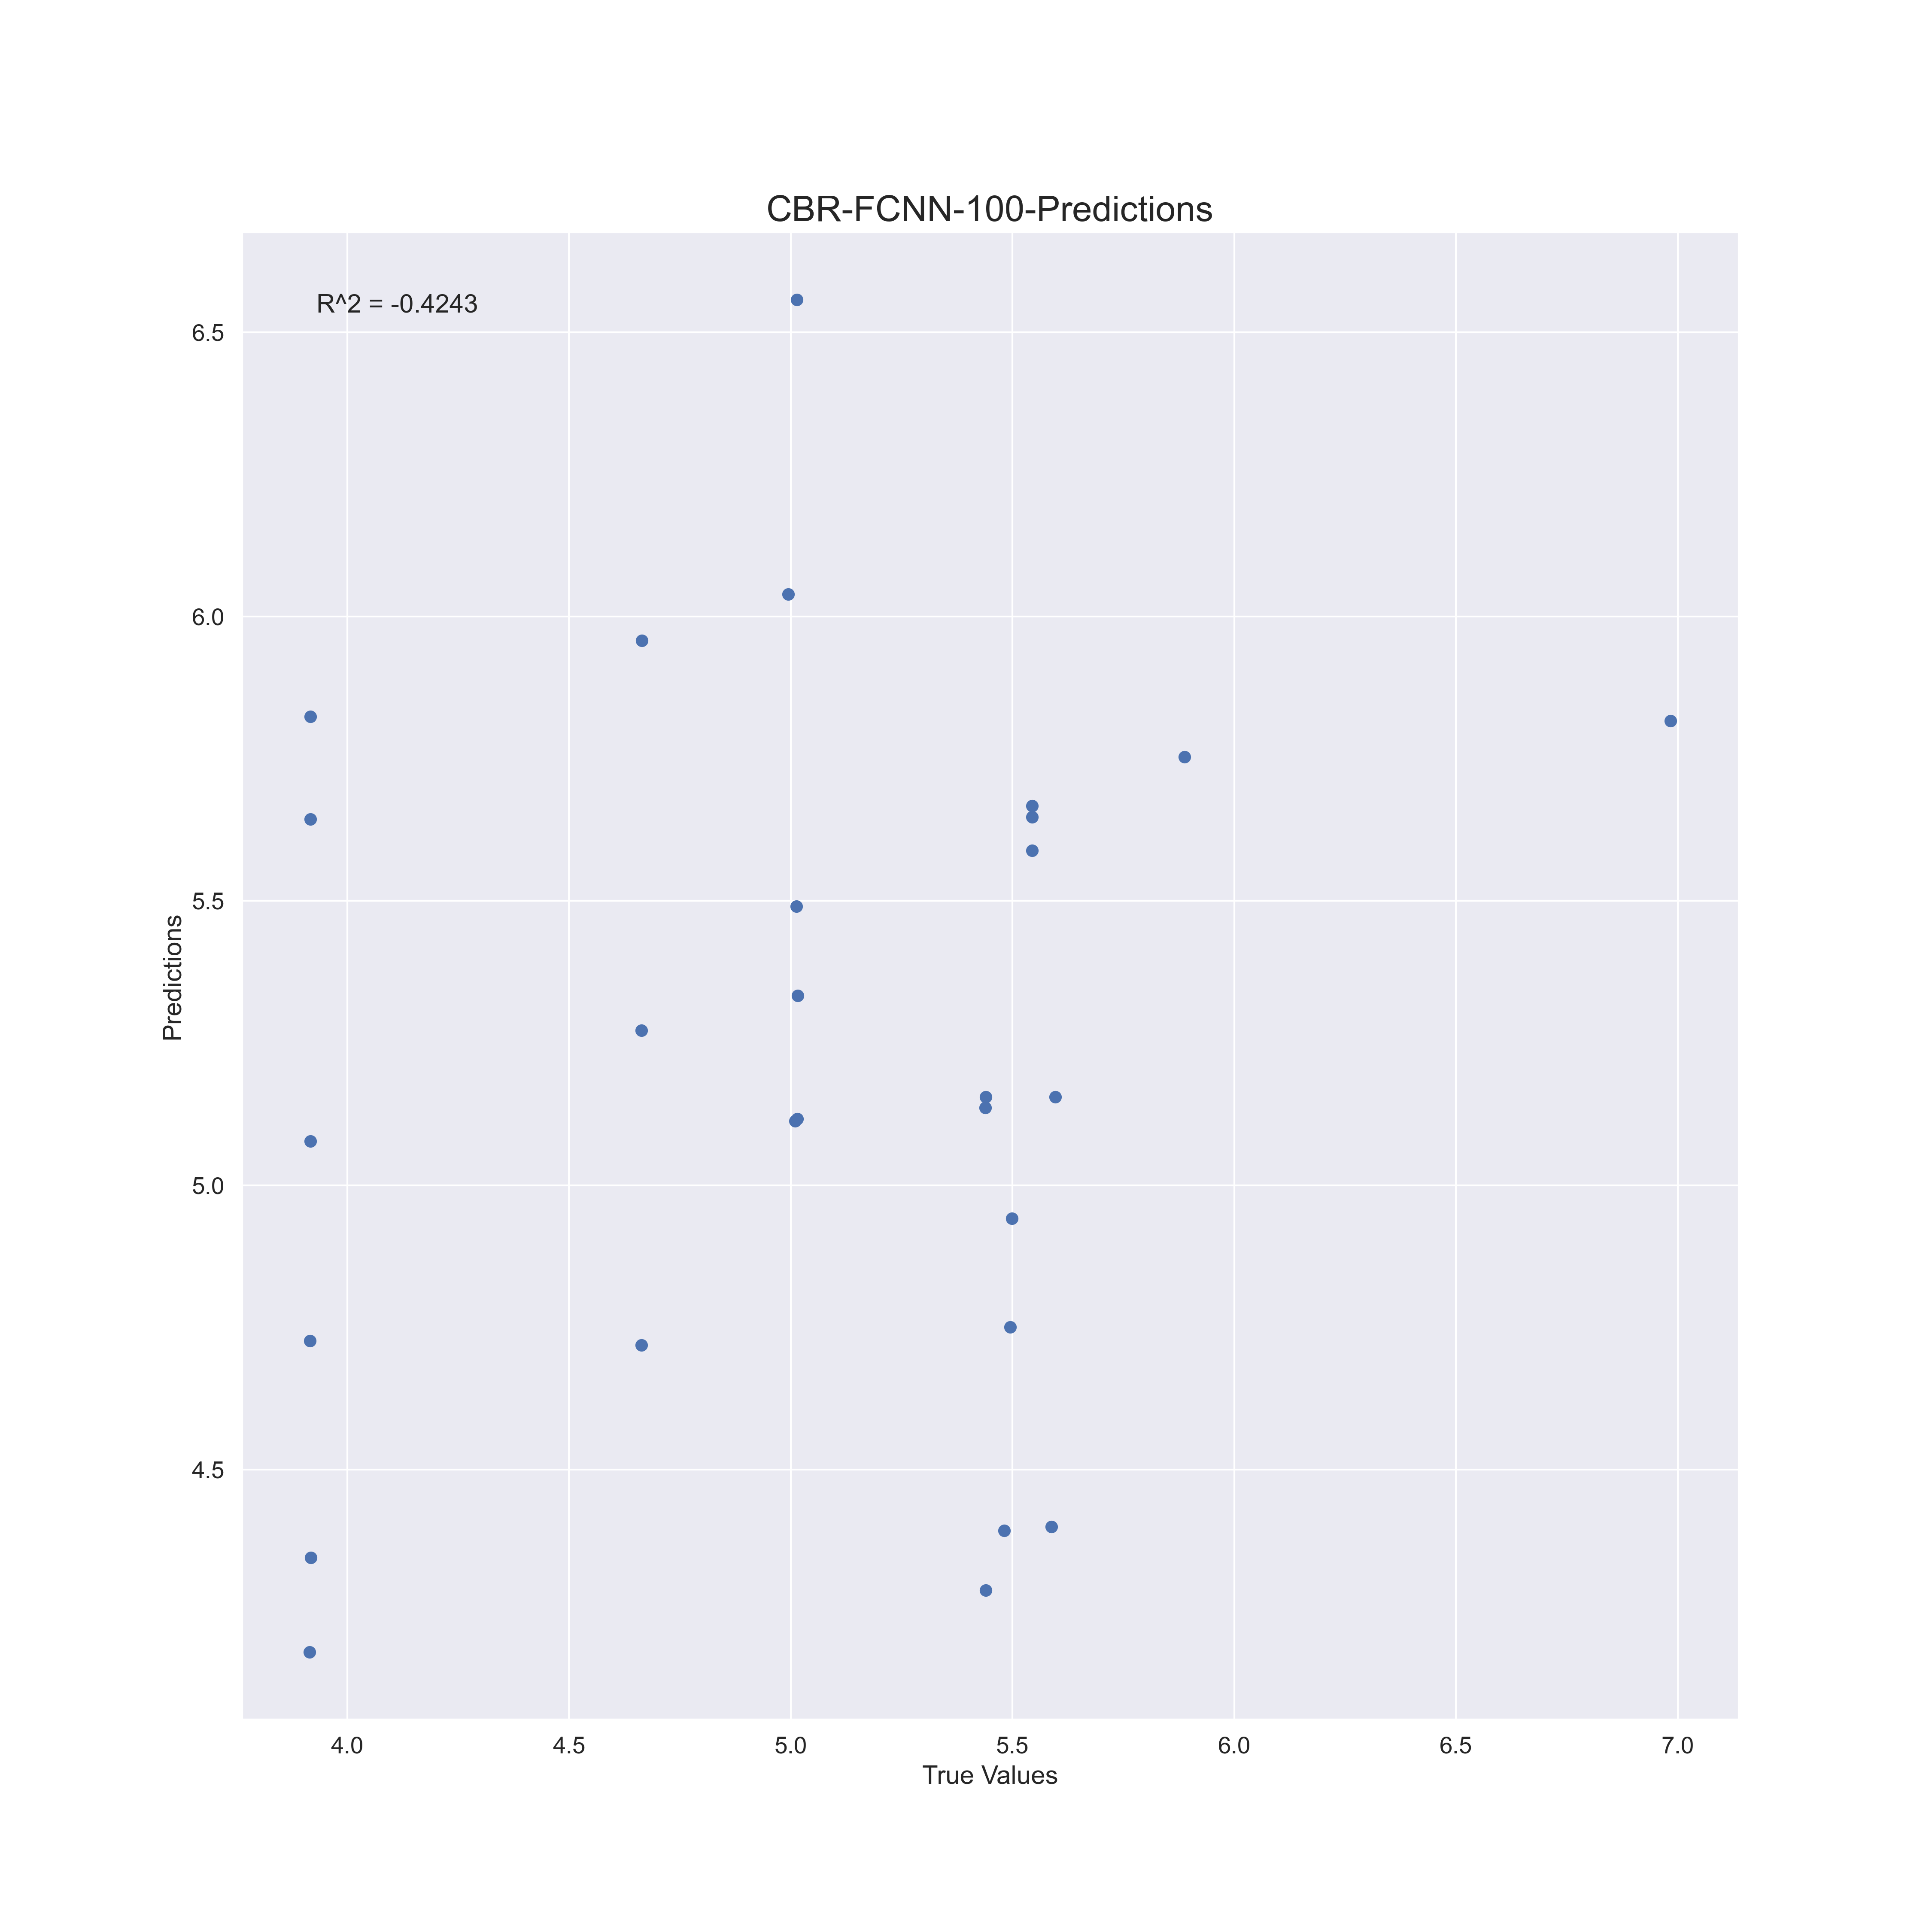 CBR-FCNN-100-Predictions
R^2 = -0.4243
6.5
6.0
5.5
5.0
4.5
Predictions
4.0 4.5 5.0 5.5 6.0 6.5 7.0
True Values